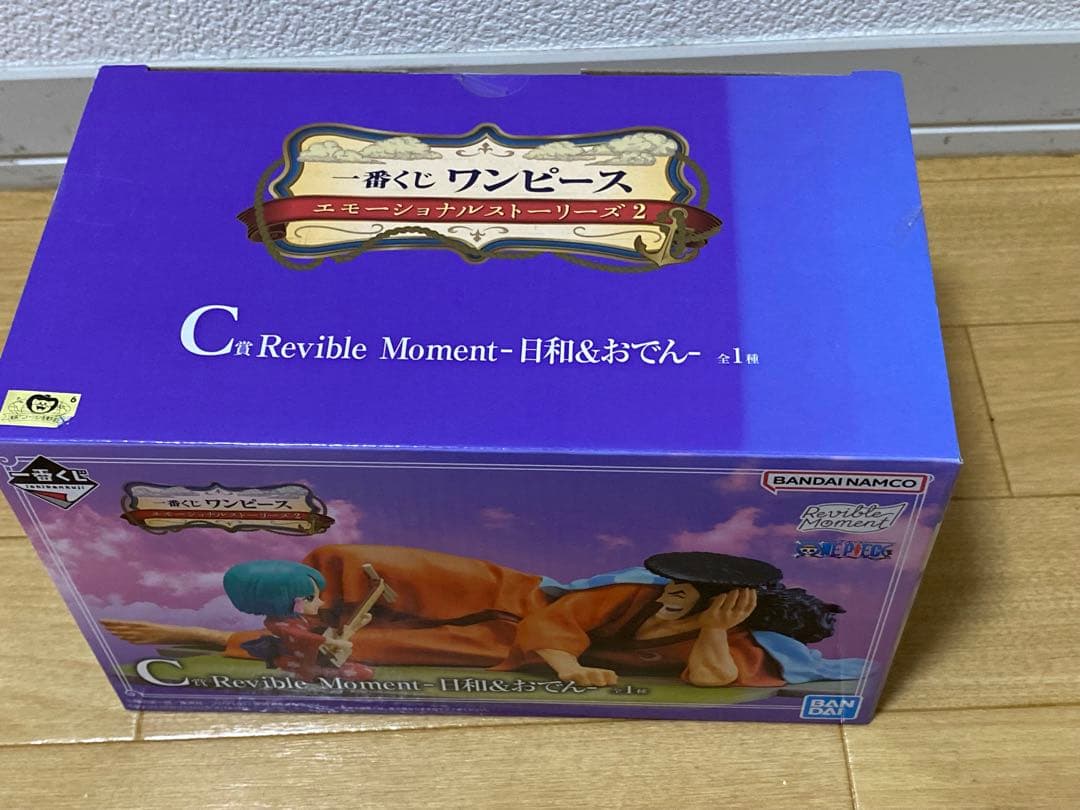 一番くじ ワンピース
エモーショナルストーリーズ2
C賞 Revible Moment-日和&おでん- 全1種
6
一番くじ
ichibankuji
一番くじ ワンピース
エモーショナルストーリーズ2
BANDAI NAMCO
Revible Moment
ONE PIECE
C賞 Revible Moment-日和&おでん- 全1種
BANDAI